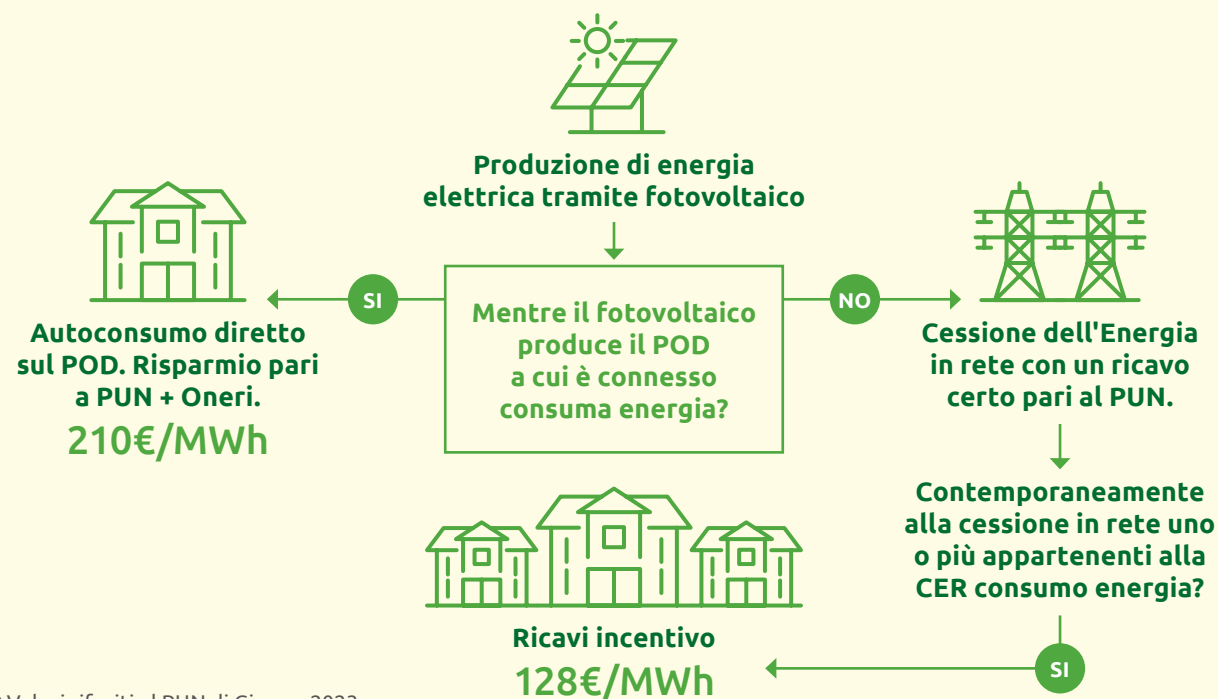 Produzione di energia
elettrica tramite fotovoltaico
SI
Mentre il fotovoltaico
produce il POD
a cui è connesso
consuma energia?
NO
Autoconsumo diretto
sul POD. Risparmio pari
a PUN + Oneri.
210€/MWh
Cessione dell'Energia
in rete con un ricavo
certo pari al PUN.
Contemporaneamente
alla cessione in rete uno
o più appartenenti alla
CER consumo energia?
SI
Ricavi incentivo
128€/MWh